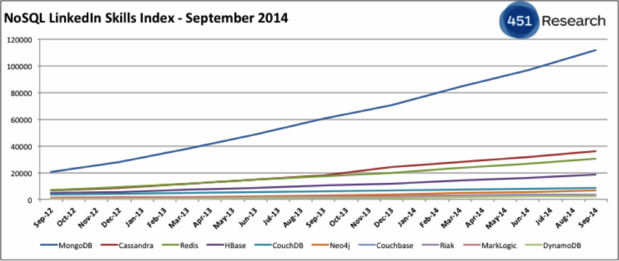 NoSQL LinkedIn Skills Index - September 2014
451 Research
120000
100000
80000
60000
40000
20000
0
Sep-12 Oct-12 Nov-12 Dec-12 Jan-13 Feb-13 Mar-13 Apr-13 May-13 Jun-13 Jul-13 Aug-13 Sep-13 Oct-13 Nov-13 Dec-13 Jan-14 Feb-14 Mar-14 Apr-14 May-14 Jun-14 Jul-14 Aug-14 Sep-14
MongoDB Cassandra Redis HBase CouchDB Neo4j Couchbase Riak MarkLogic DynamoDB